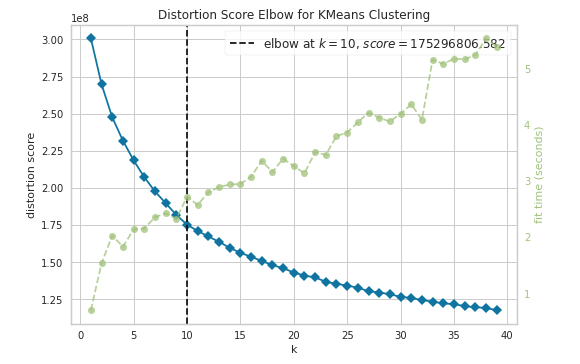 Distortion Score Elbow for KMeans Clustering
1e8
elbow at k = 10, score = 175296806.582
3.00
2.75
2.50
2.25
2.00
1.75
1.50
1.25
distortion score
5
4
3
2
1
fit time (seconds)
0 5 10 15 20 25 30 35 40
k